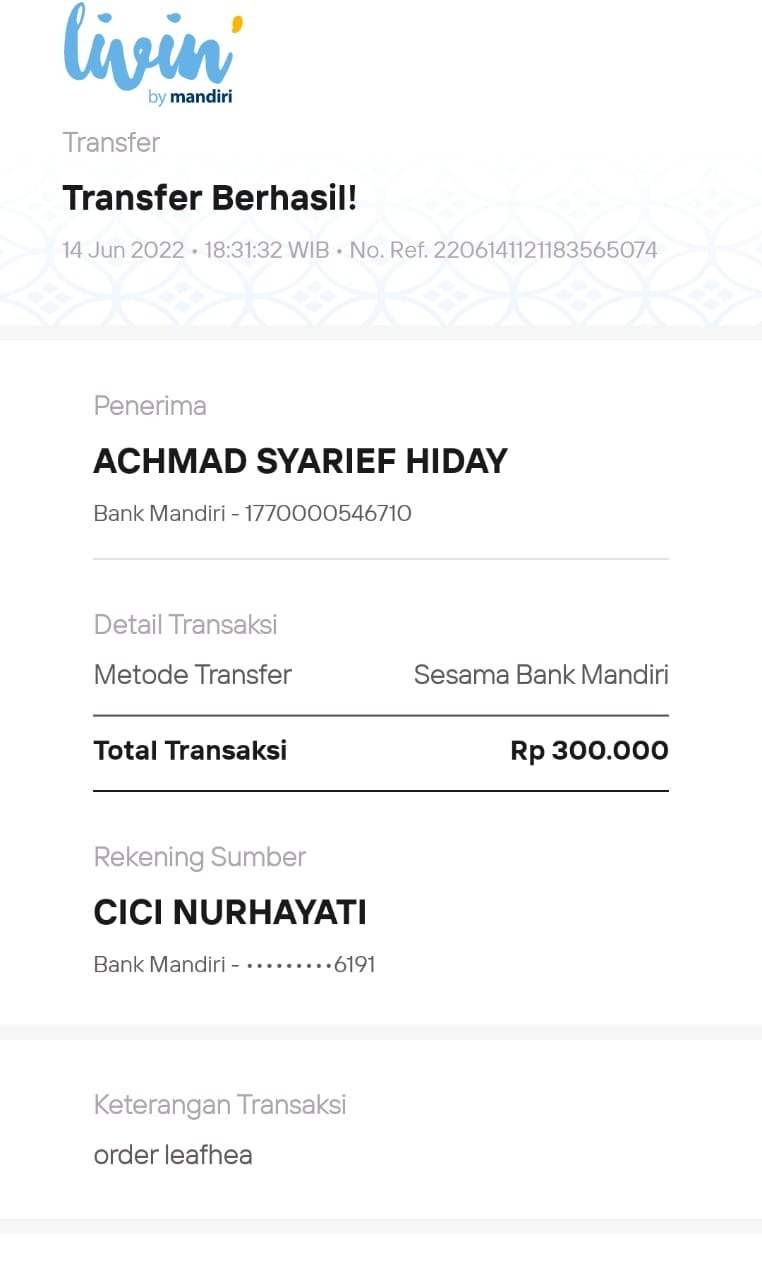 livin'
by mandiri
Transfer
Transfer Berhasil!
14 Jun 2022 • 18:31:32 WIB • No. Ref. 2206141121183565074
Penerima
ACHMAD SYARIEF HIDAY
Bank Mandiri - 1770000546710
Detail Transaksi
Metode Transfer Sesama Bank Mandiri
Total Transaksi Rp 300.000
Rekening Sumber
CICI NURHAYATI
Bank Mandiri - •••••••••6191
Keterangan Transaksi
order leafhea